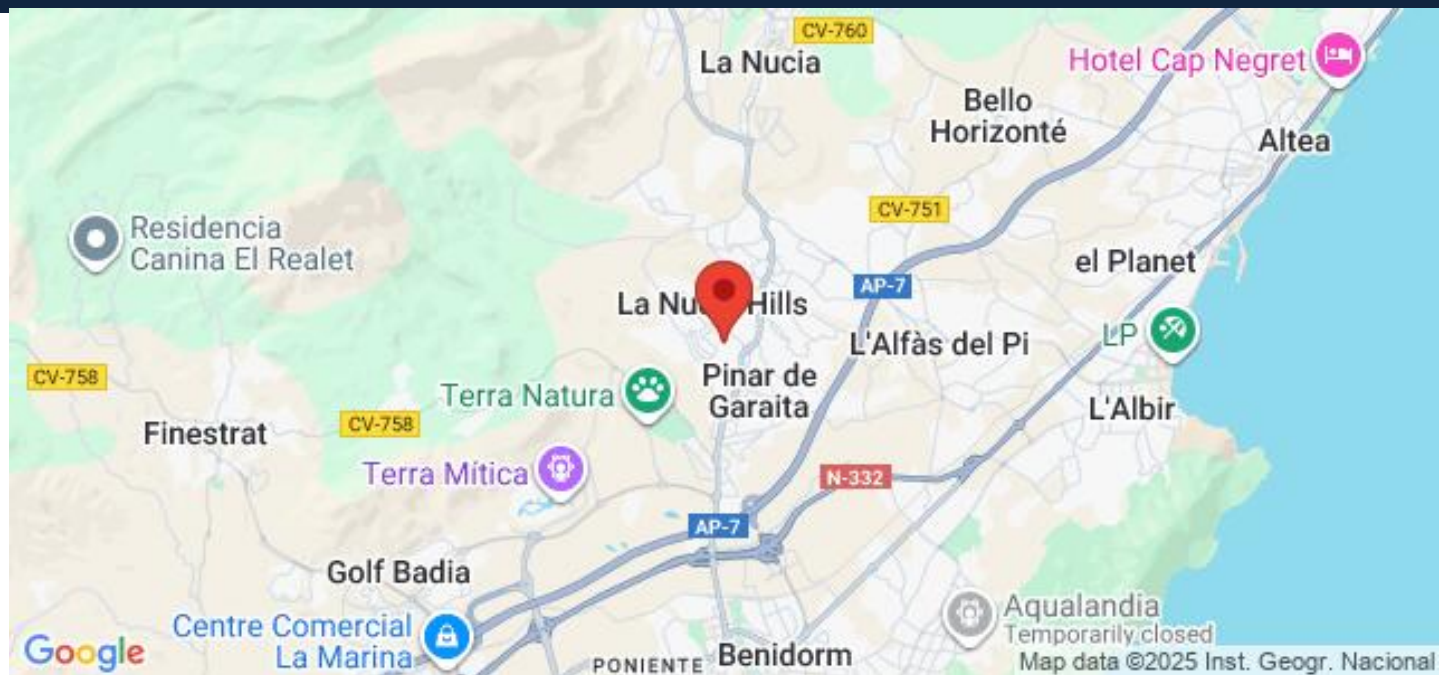 CV-760
La Nucia
Hotel Cap Negret
Bello
Horizonté
Altea
CV-751
Residencia
Canina El Realet
el Planet
AP-7
La Nu Hills
LP
L'Alfàs del Pi
CV-758
Pinar de
Garaita
Terra Natura
L'Albir
CV-758
Finestrat
Terra Mítica
N-332
AP-7
Golf Badia
Aqualandia
Temporarily closed
Centre Comercial
La Marina
Google
PONIENTE
Benidorm
Map data ©2025 Inst. Geogr. Nacional